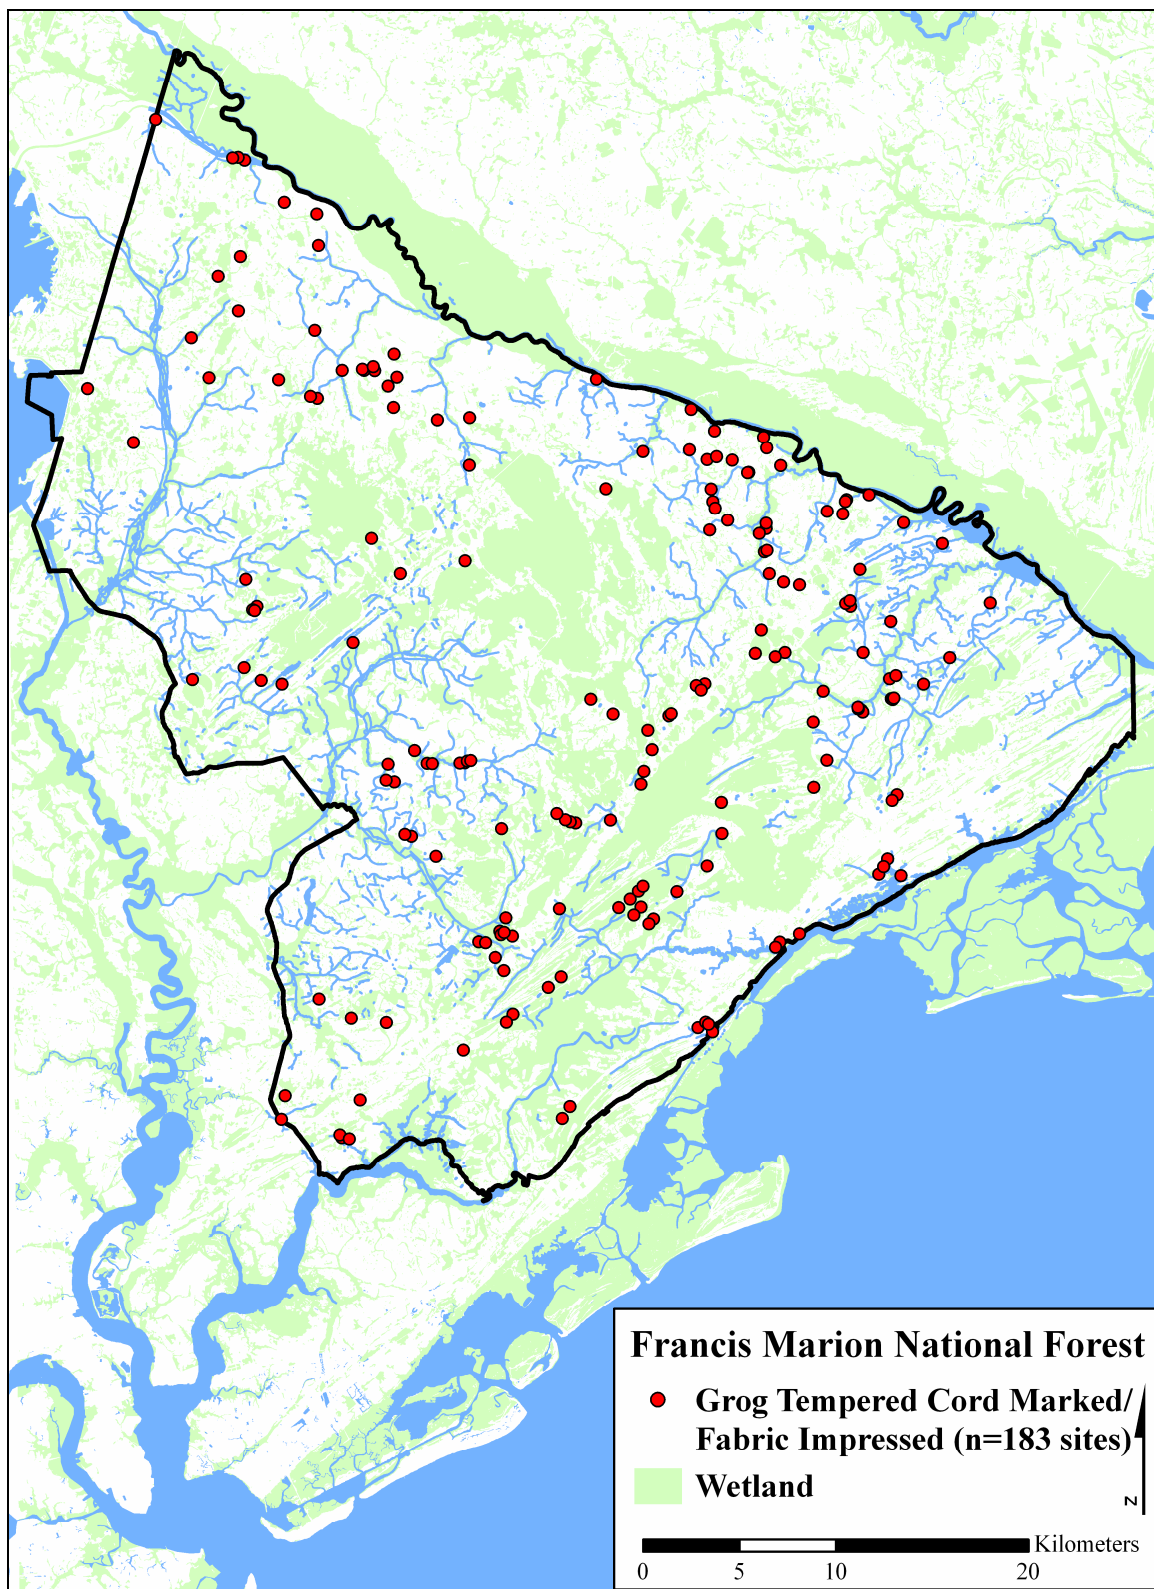 Francis Marion National Forest
Grog Tempered Cord Marked/
Fabric Impressed (n=183 sites)
Wetland
N
Kilometers
0 5 10 20